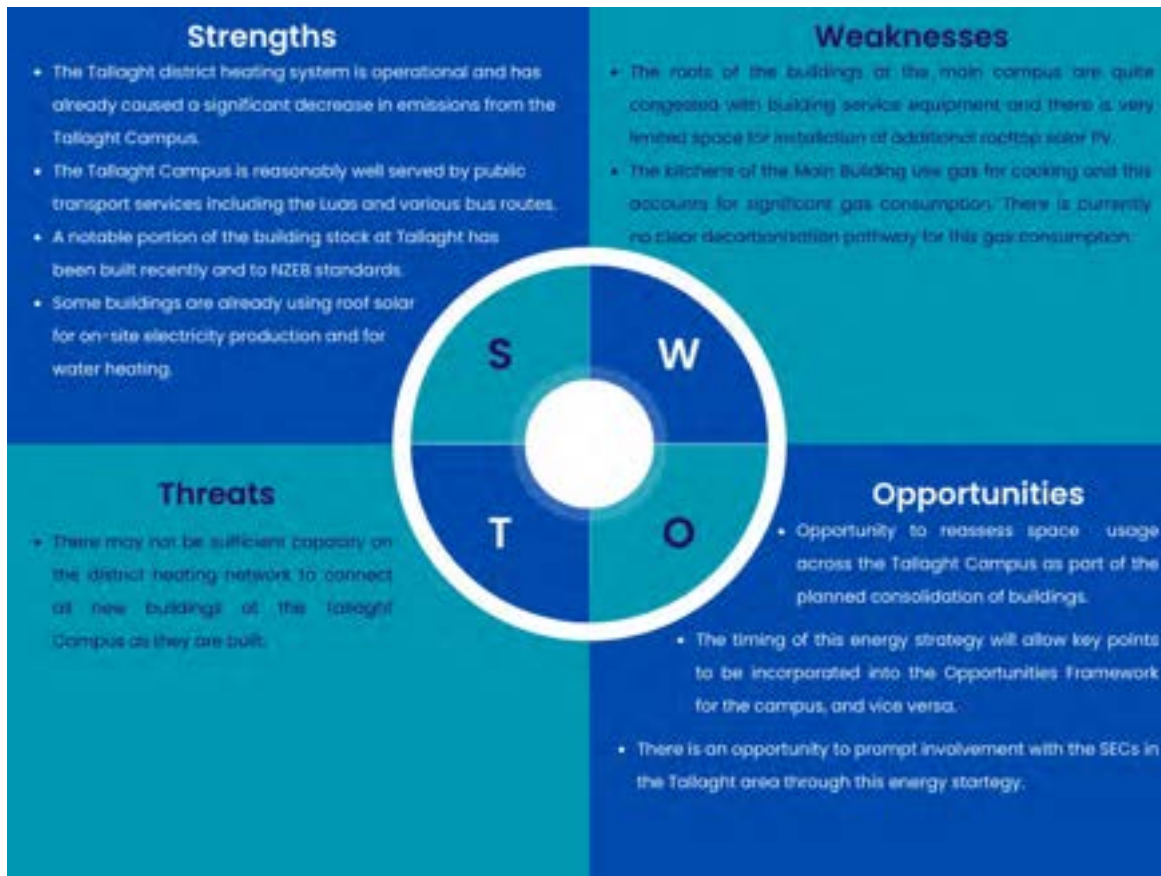 Strengths
• The Tallaght district heating system is operational and has
already caused a significant decrease in emissions from the
Tallaght Campus.
• The Tallaght Campus is reasonably well served by public
transport services including the Luas and various bus routes.
• A notable portion of the building stock at Tallaght has
been built recently and to NZEB standards.
• Some buildings are already using roof solar
for on-site electricity production and for
water heating.
Weaknesses
• The roofs of the buildings at the main campus are quite
congested with building service equipment and there is very
limited space for installation of additional rooftop solar PV.
• The kitchens of the Main Building use gas for cooking and this
accounts for significant gas consumption. There is currently
no clear decarbonisation pathway for this gas consumption.
S
W
T
O
Threats
• There may not be sufficient capacity on
the district heating network to connect
all new buildings at the Tallaght
Campus as they are built.
Opportunities
• Opportunity to reassess space usage
across the Tallaght Campus as part of the
planned consolidation of buildings.
• The timing of this energy strategy will allow key points
to be incorporated into the Opportunities Framework
for the campus, and vice versa.
• There is an opportunity to prompt involvement with the SECs in
the Tallaght area through this energy startegy.